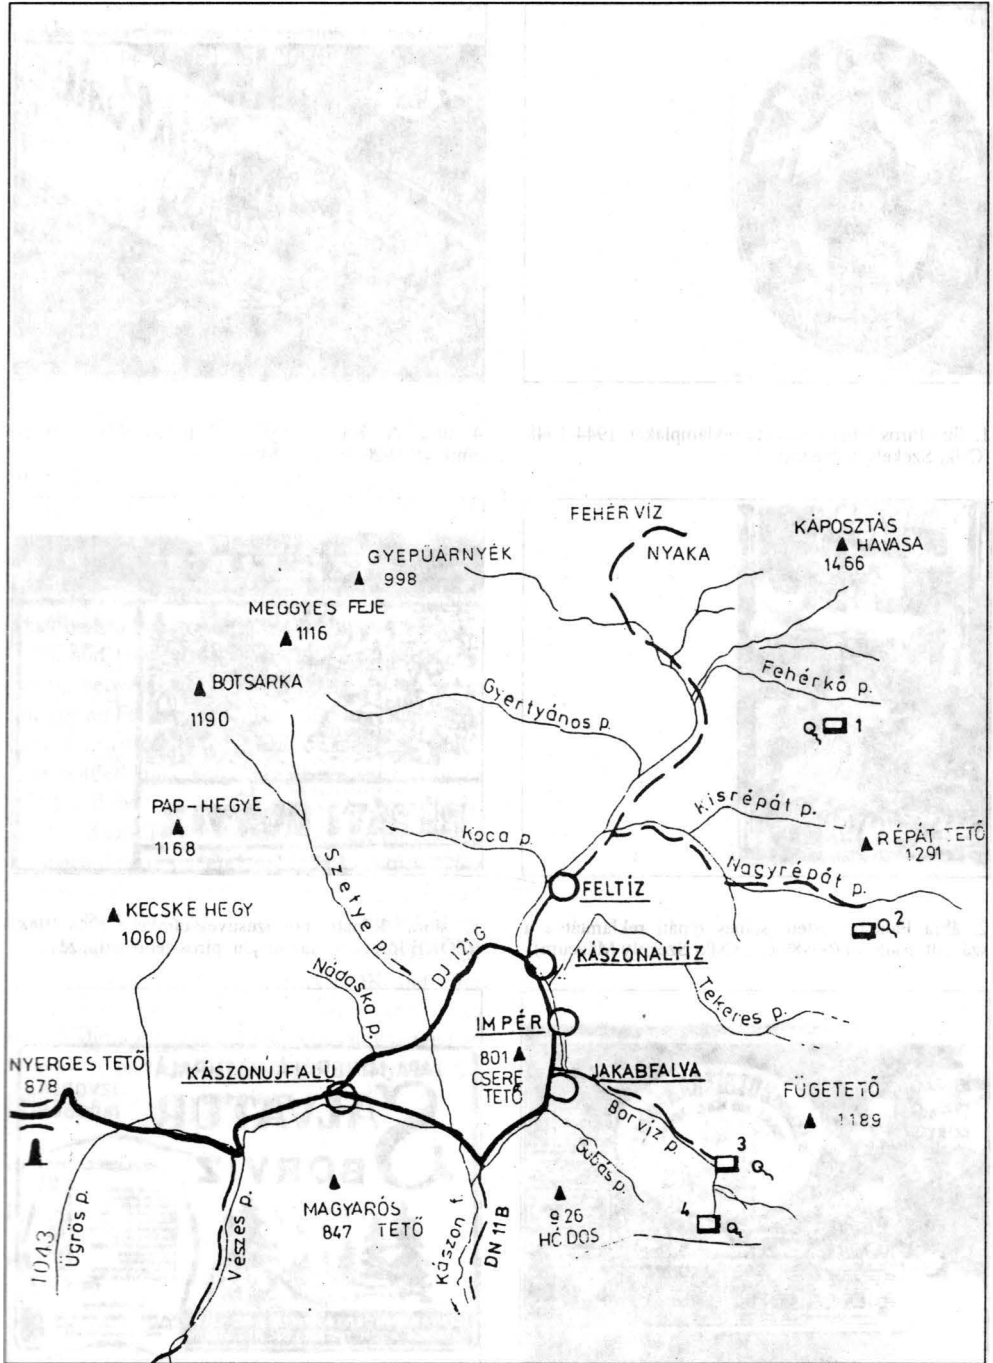 FEHÉR VÍZ
NYAKA
KÁPOSZTÁS
HAVASA
1466
GYEPÜÁRNYÉK
998
MEGGYES FEJE
1116
BOTSARKA
1190
Fehérkő p.
1
Gyertyános p.
PAP-HEGYE
1168
Koca p.
Kisrépát p.
RÉPÁT TETŐ
1291
Nagyrépát p.
2
FELTÍZ
KECSKE HEGY
1060
Szetye p.
Nádaska p.
DJ 121G
KÁSZONALTÍZ
Tekeres p.
IMPÉR
NYERGES TETŐ
878
KÁSZONÚJFALU
801
CSERE
TETŐ
JAKABFALVA
FÜGETETŐ
1189
Borvíz p.
3
Gubás p.
4
1043
Ügrös p.
Vészes p.
MAGYARÓS
847 TETŐ
Kászon f.
DN 11B
926
HÓDOS